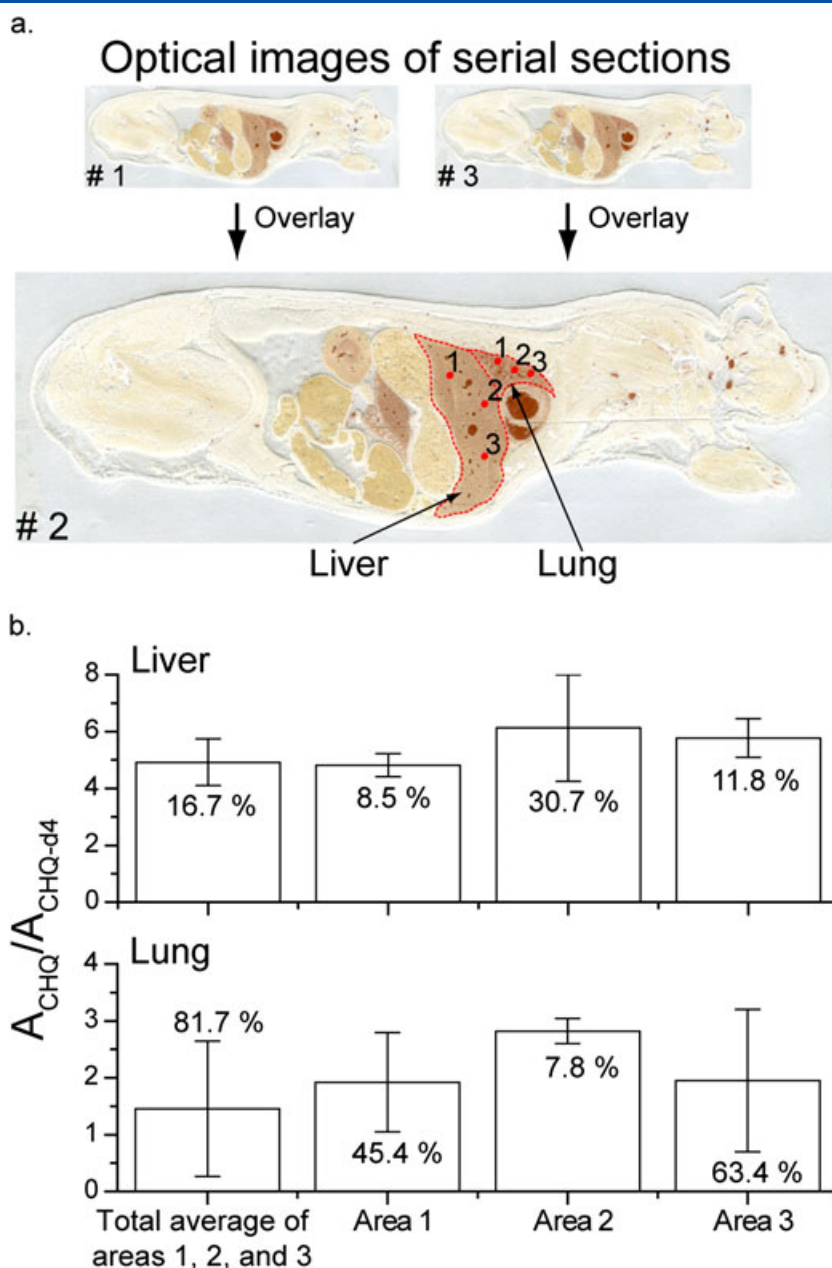 a.
Optical images of serial sections
# 1
# 3
Overlay
Overlay
1
2
3
1
2
3
# 2
Liver
Lung
b.
Liver
8
6
4
2
0
16.7 %
8.5 %
30.7 %
11.8 %
A_CHQ/A_CHQ-d4
Lung
4
3
2
1
0
81.7 %
45.4 %
7.8 %
63.4 %
Total average of
areas 1, 2, and 3
Area 1
Area 2
Area 3